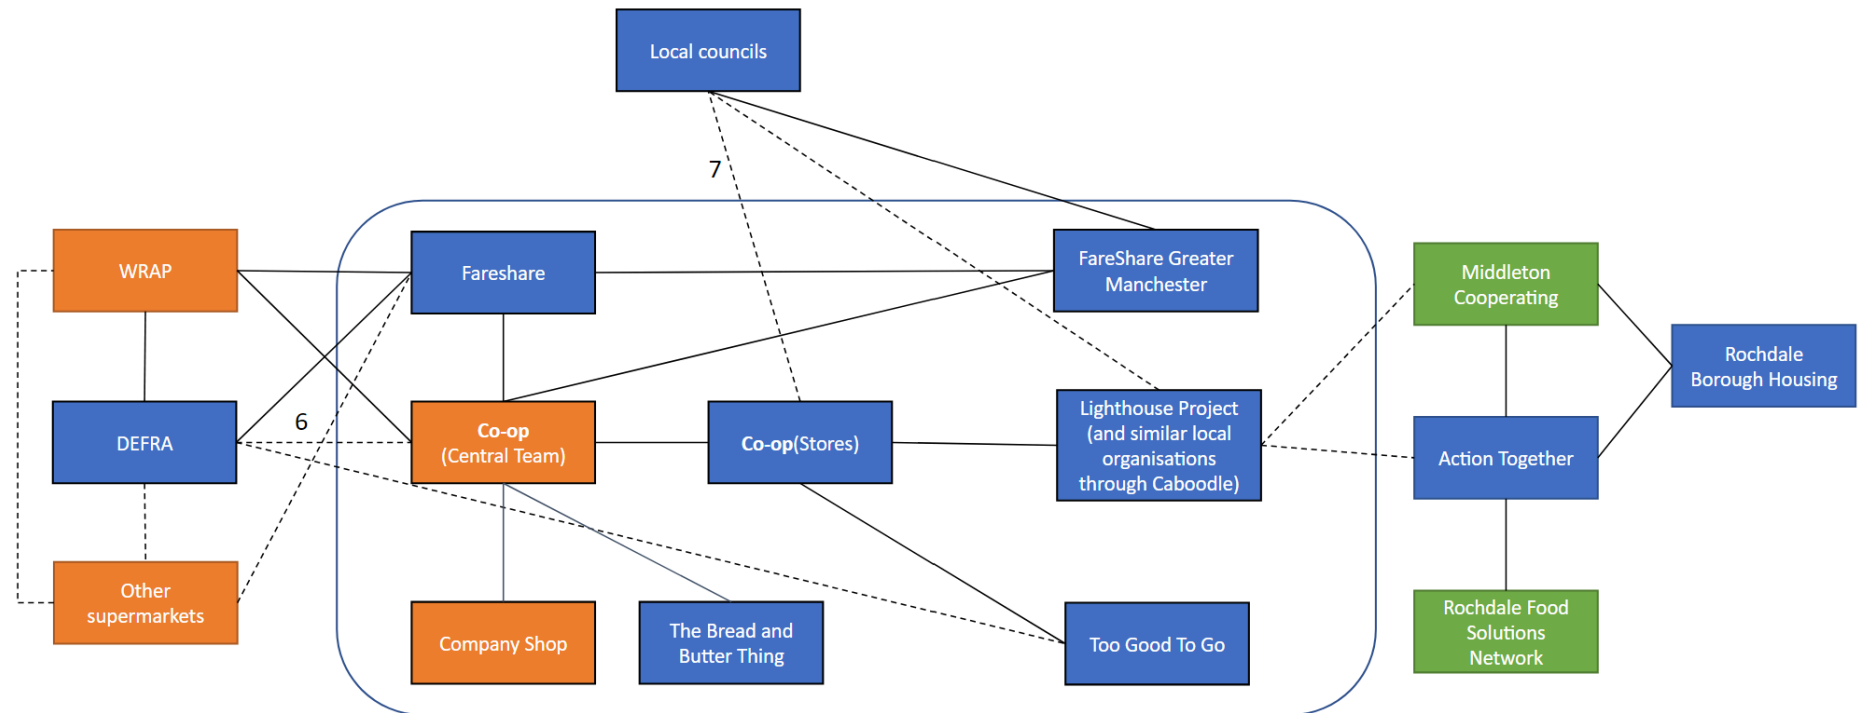 Local councils
7
WRAP
Fareshare
FareShare Greater
Manchester
Middleton
Cooperating
Rochdale
Borough Housing
DEFRA
6
Co-op
(Central Team)
Co-op(Stores)
Lighthouse Project
(and similar local
organisations
through Caboodle)
Action Together
Other
supermarkets
Company Shop
The Bread and
Butter Thing
Too Good To Go
Rochdale Food
Solutions
Network